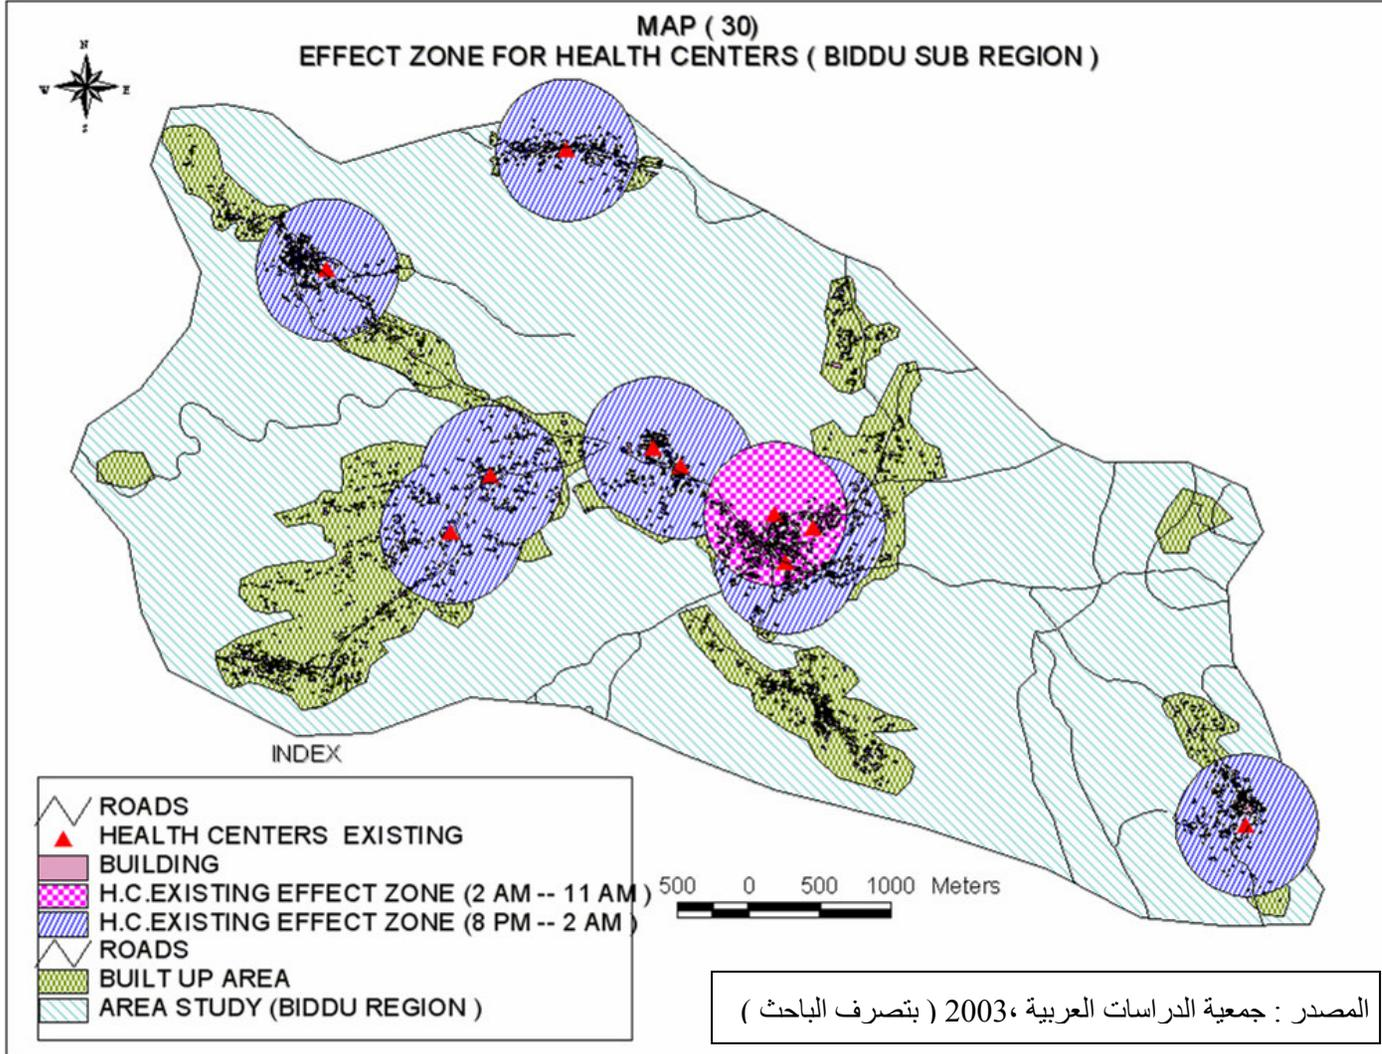 MAP ( 30)
EFFECT ZONE FOR HEALTH CENTERS ( BIDDU SUB REGION )
N
W E
S
INDEX
ROADS
HEALTH CENTERS EXISTING
BUILDING
H.C.EXISTING EFFECT ZONE (2 AM -- 11 AM )
H.C.EXISTING EFFECT ZONE (8 PM -- 2 AM )
ROADS
BUILT UP AREA
AREA STUDY (BIDDU REGION )
500 0 500 1000 Meters
المصدر : جمعية الدراسات العربية ،2003 ( بتصرف الباحث )